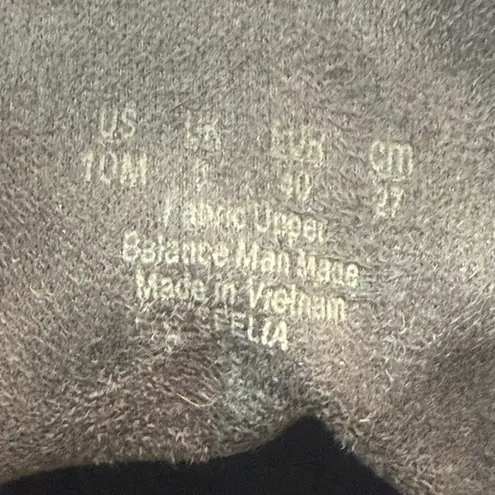 US UK EUR cm
10M 40 27
Fabric Upper
Balance Man Made
Made in Vietnam